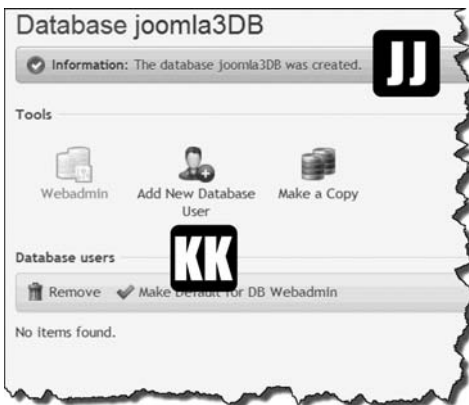 Database joomla3DB
Information: The database joomla3DB was created.
JJ
Tools
Webadmin
Add New Database
User
Make a Copy
KK
Database users
Remove
Make Default for DB Webadmin
No items found.